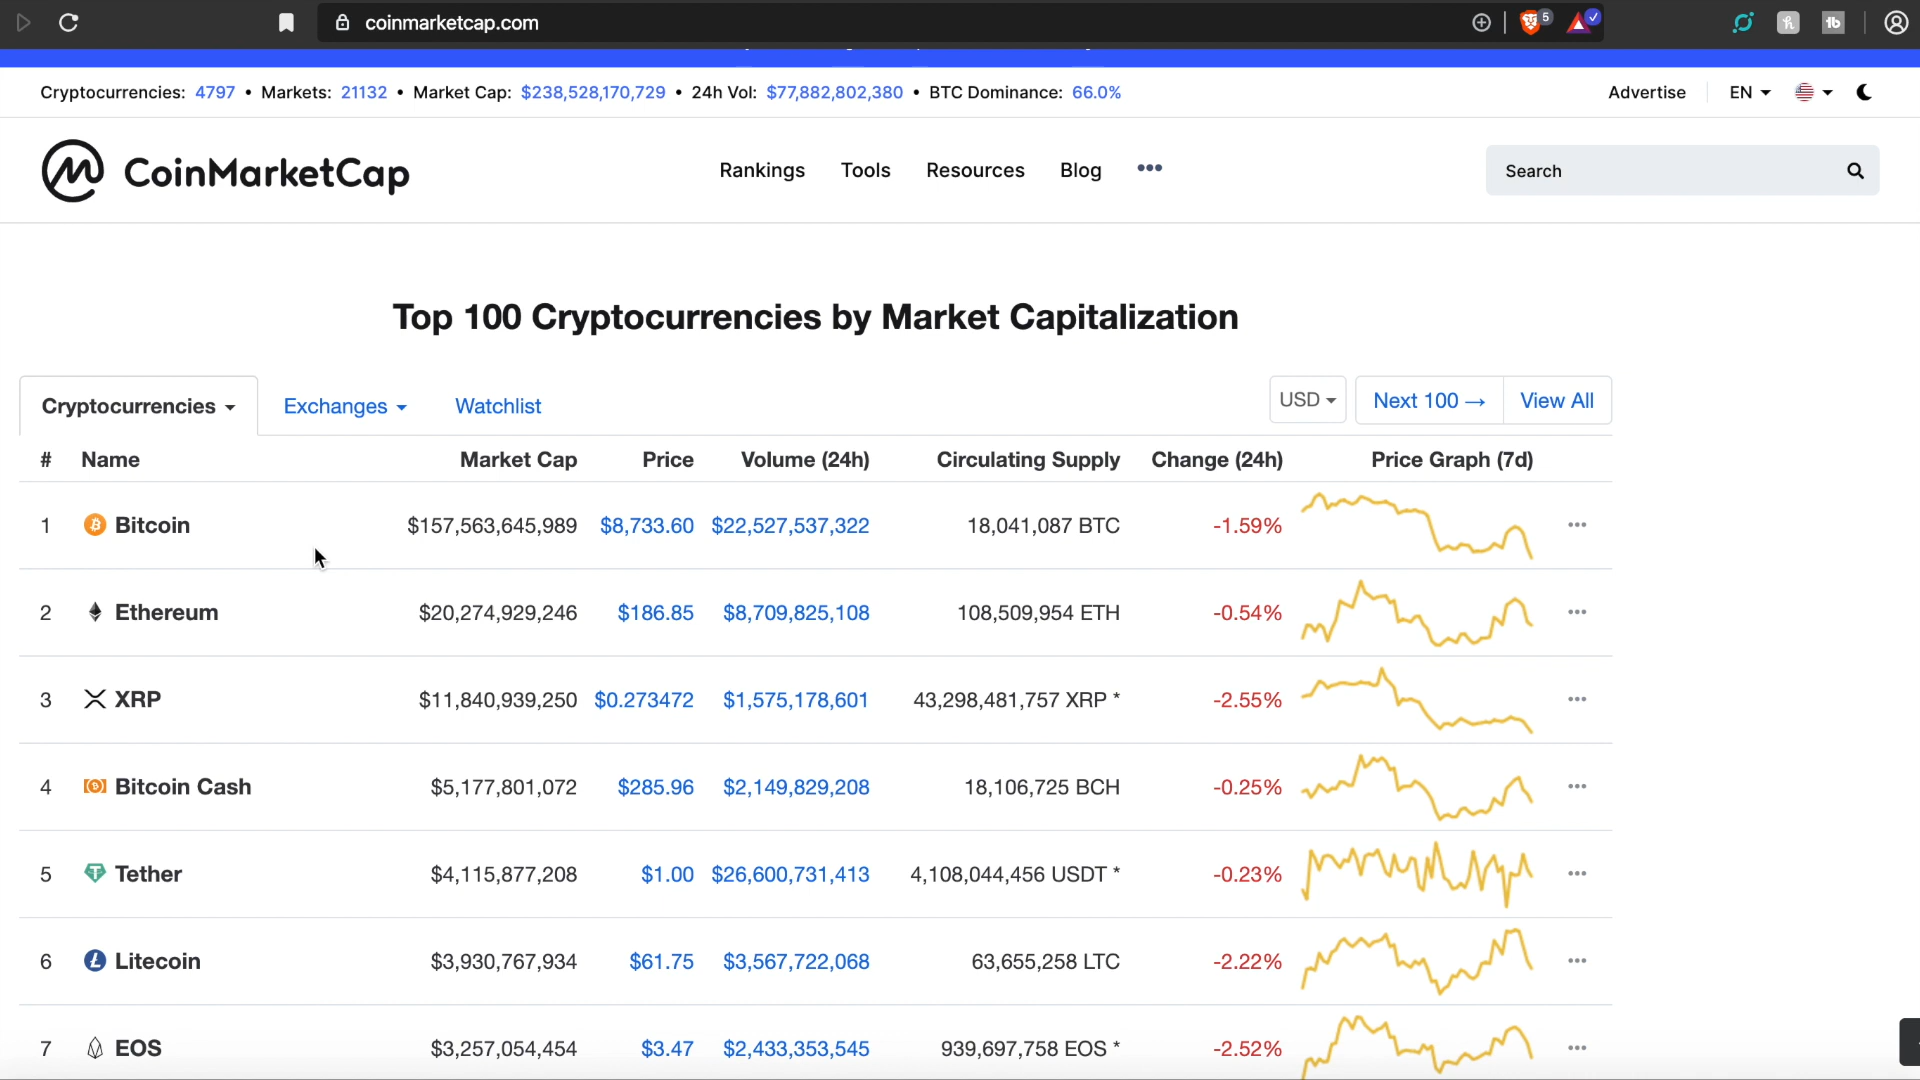 coinmarketcap.com
5
Cryptocurrencies: 4797 • Markets: 21132 • Market Cap: $238,528,170,729 • 24h Vol: $77,882,802,380 • BTC Dominance: 66.0%
Advertise EN
CoinMarketCap
Rankings Tools Resources Blog •••
Search
Top 100 Cryptocurrencies by Market Capitalization
Cryptocurrencies Exchanges Watchlist USD Next 100 → View All
# Name Market Cap Price Volume (24h) Circulating Supply Change (24h) Price Graph (7d)
1 Bitcoin $157,563,645,989 $8,733.60 $22,527,537,322 18,041,087 BTC -1.59%
2 Ethereum $20,274,929,246 $186.85 $8,709,825,108 108,509,954 ETH -0.54%
3 XRP $11,840,939,250 $0.273472 $1,575,178,601 43,298,481,757 XRP * -2.55%
4 Bitcoin Cash $5,177,801,072 $285.96 $2,149,829,208 18,106,725 BCH -0.25%
5 Tether $4,115,877,208 $1.00 $26,600,731,413 4,108,044,456 USDT * -0.23%
6 Litecoin $3,930,767,934 $61.75 $3,567,722,068 63,655,258 LTC -2.22%
7 EOS $3,257,054,454 $3.47 $2,433,353,545 939,697,758 EOS * -2.52%